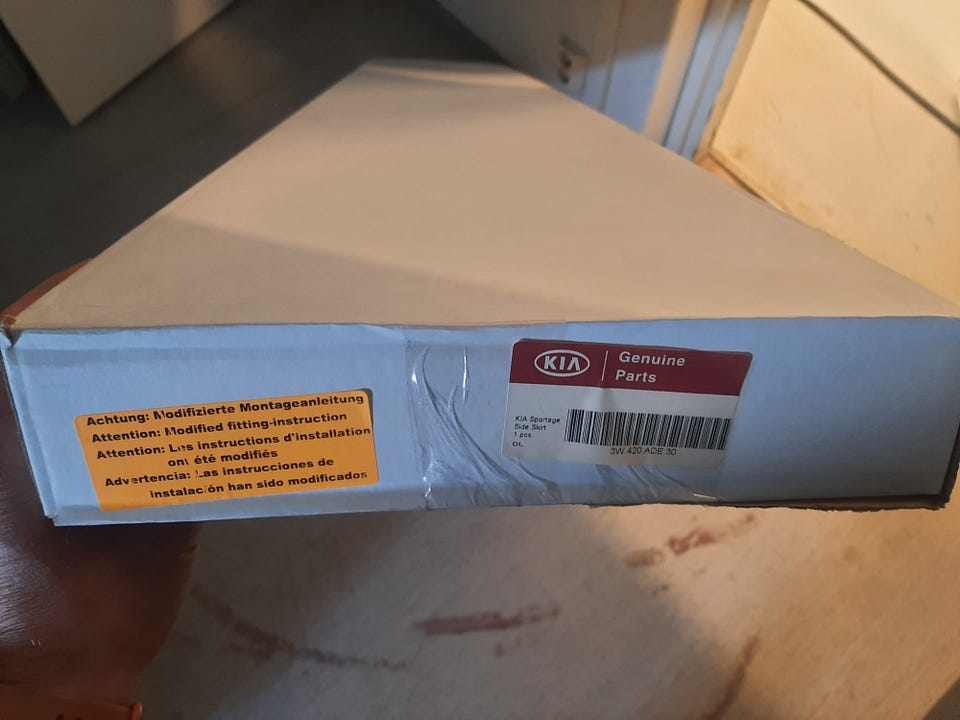 Achtung: Modifizierte Montageanleitung
Attention: Modified fitting-instruction
Attention: Les instructions d'installation
ont été modifiés
Advertencia: Las instrucciones de
instalación han sido modificados
KIA
Genuine
Parts
KIA Sportage
Side Skirt
1 pcs
3W 420 ADE 30